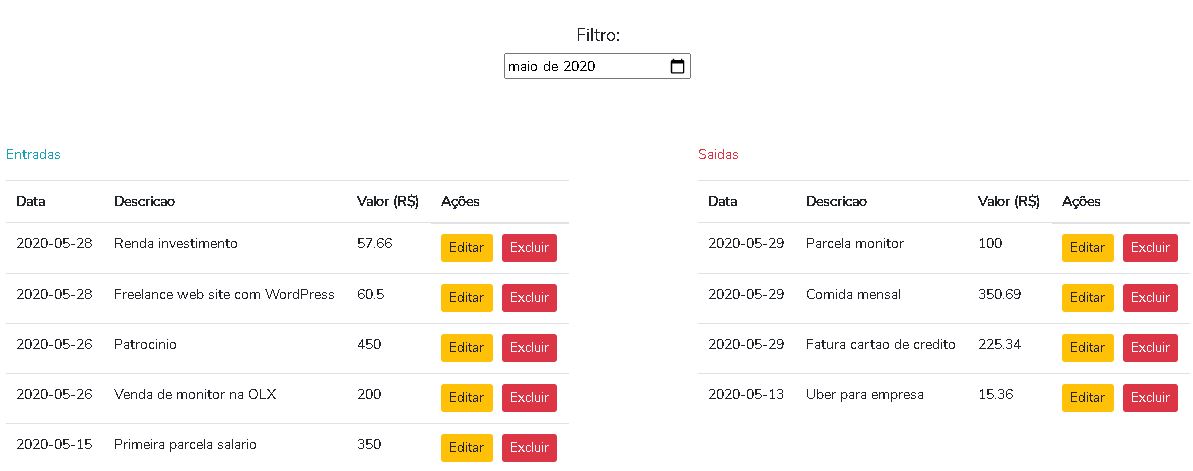 Filtro:
maio de 2020
Entradas
Data Descricao Valor (R$) Ações
2020-05-28 Renda investimento 57.66 Editar Excluir
2020-05-28 Freelance web site com WordPress 60.5 Editar Excluir
2020-05-26 Patrocinio 450 Editar Excluir
2020-05-26 Venda de monitor na OLX 200 Editar Excluir
2020-05-15 Primeira parcela salario 350 Editar Excluir
Saidas
Data Descricao Valor (R$) Ações
2020-05-29 Parcela monitor 100 Editar Excluir
2020-05-29 Comida mensal 350.69 Editar Excluir
2020-05-29 Fatura cartao de credito 225.34 Editar Excluir
2020-05-13 Uber para empresa 15.36 Editar Excluir